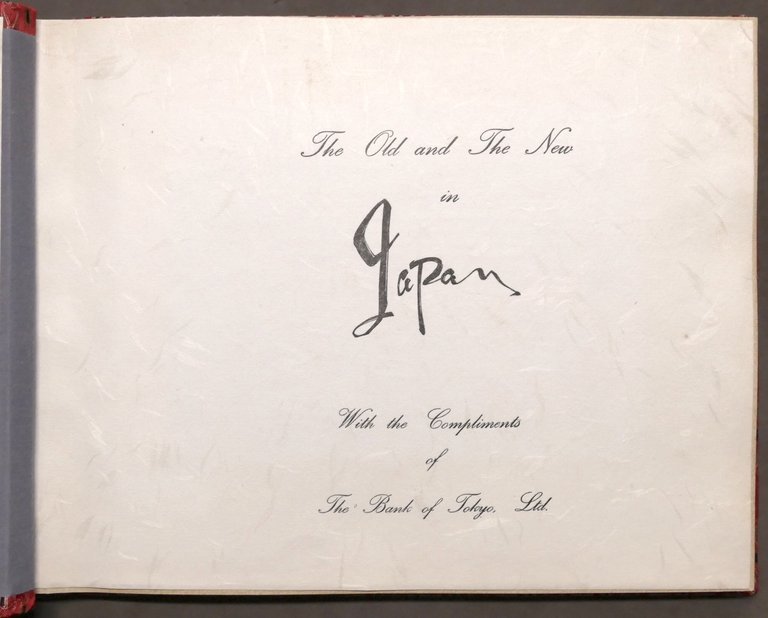 The Old and The New
in
Japan
With the Compliments
of
The Bank of Tokyo, Ltd.